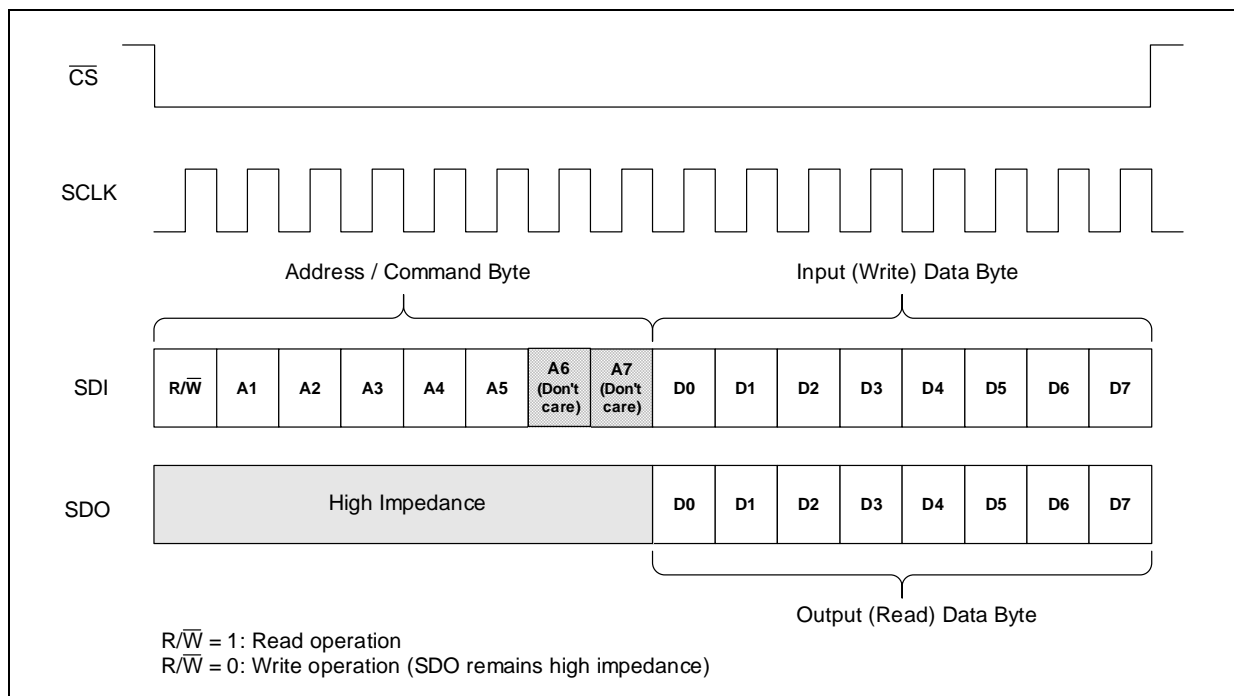 C̅S̅
SCLK
Address / Command Byte
Input (Write) Data Byte
SDI
R/W̅ A1 A2 A3 A4 A5 A6 (Don't care) A7 (Don't care) D0 D1 D2 D3 D4 D5 D6 D7
SDO
High Impedance
D0 D1 D2 D3 D4 D5 D6 D7
Output (Read) Data Byte
R/W̅ = 1: Read operation
R/W̅ = 0: Write operation (SDO remains high impedance)